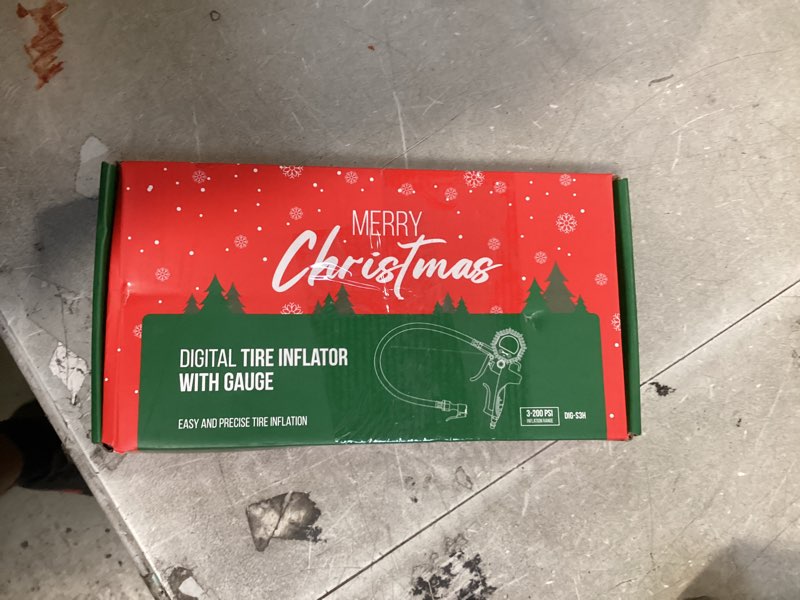 MERRY
Christmas
DIGITAL TIRE INFLATOR
WITH GAUGE
EASY AND PRECISE TIRE INFLATION
3-200 PSI
INFLATION RANGE
DIG-S3H